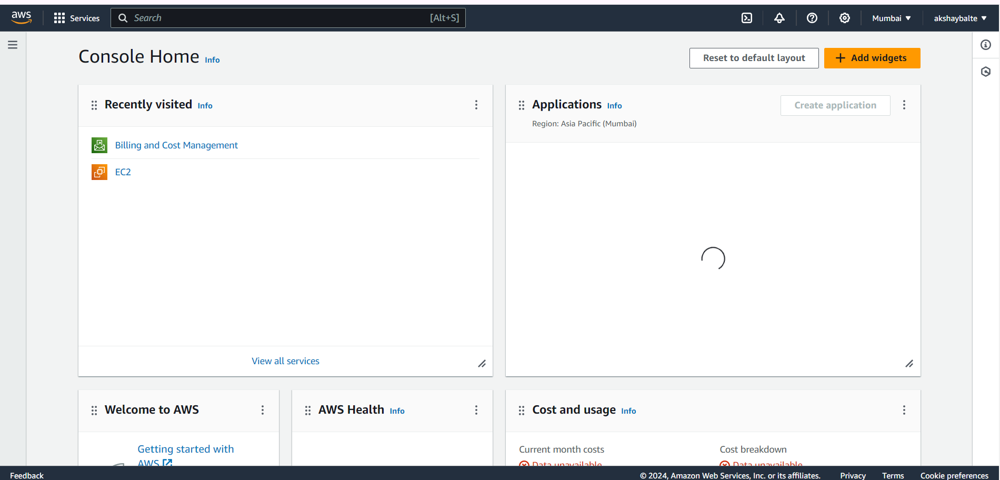 aws Services Search [Alt+S] Mumbai akshaybalte
Console Home Info
Reset to default layout
Add widgets
Recently visited Info
Billing and Cost Management
EC2
View all services
Applications Info
Create application
Region: Asia Pacific (Mumbai)
Welcome to AWS
Getting started with
AWS
AWS Health Info
Cost and usage Info
Current month costs
Data unavailable
Cost breakdown
Data unavailable
Feedback
© 2024, Amazon Web Services, Inc. or its affiliates. Privacy Terms Cookie preferences